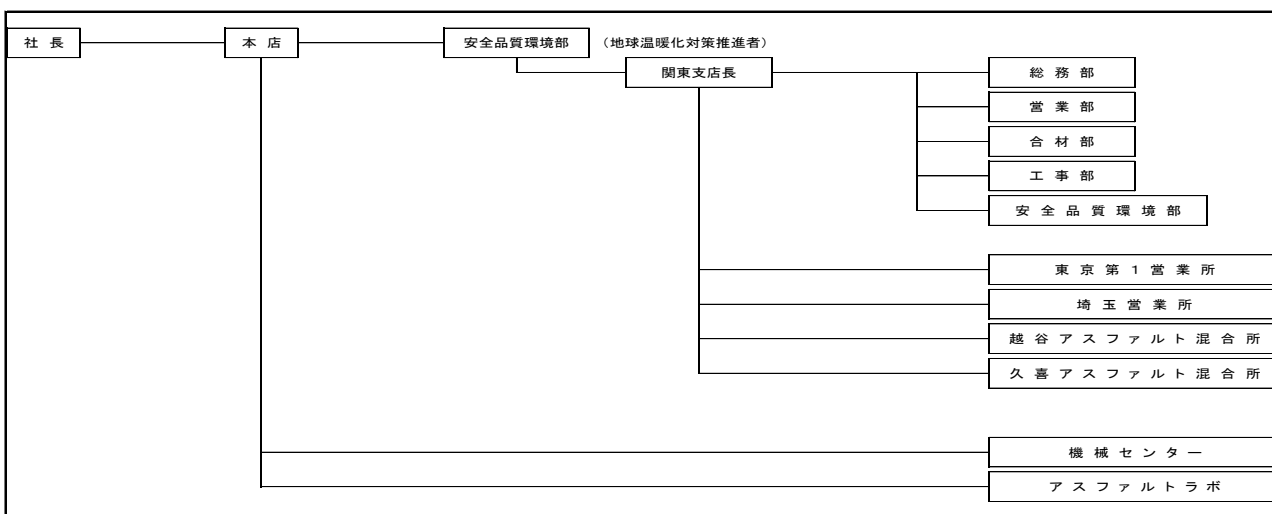 社長
本店
安全品質環境部
（地球温暖化対策推進者）
関東支店長
総務部
営業部
合材部
工事部
安全品質環境部
東京第１営業所
埼玉営業所
越谷アスファルト混合所
久喜アスファルト混合所
機械センター
アスファルトラボ